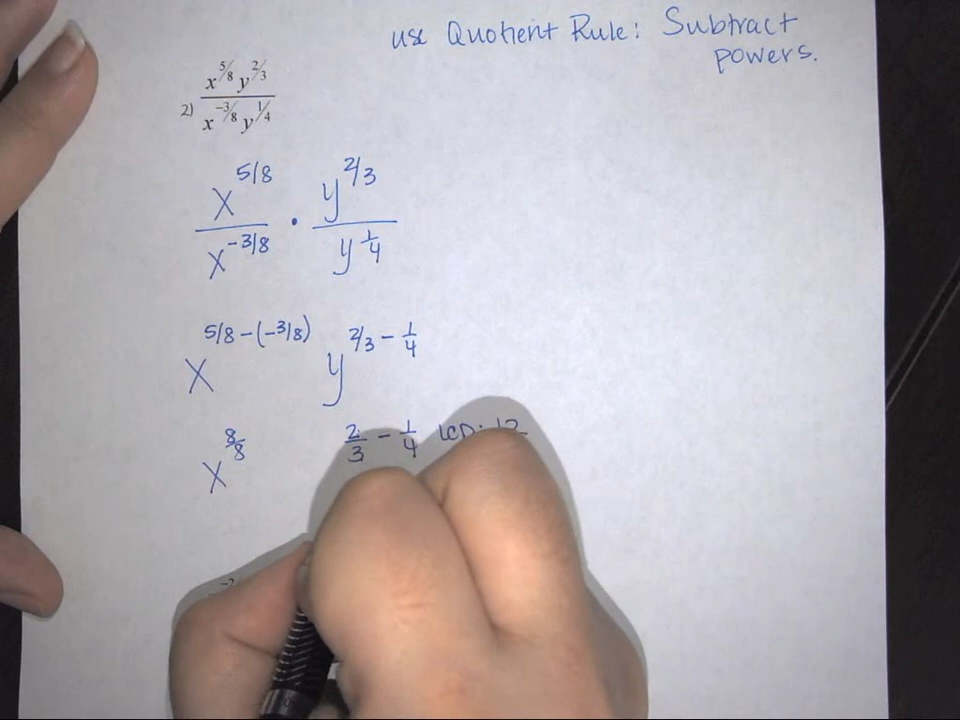 use Quotient Rule: Subtract
powers.
2) x^5/8 y^2/3
x^-3/8 y^1/4
x^5/8 · y^2/3
x^-3/8 y^1/4
x^5/8-(-3/8) y^2/3-1/4
x^8/8 2/3 - 1/4 LCD: 12
-2